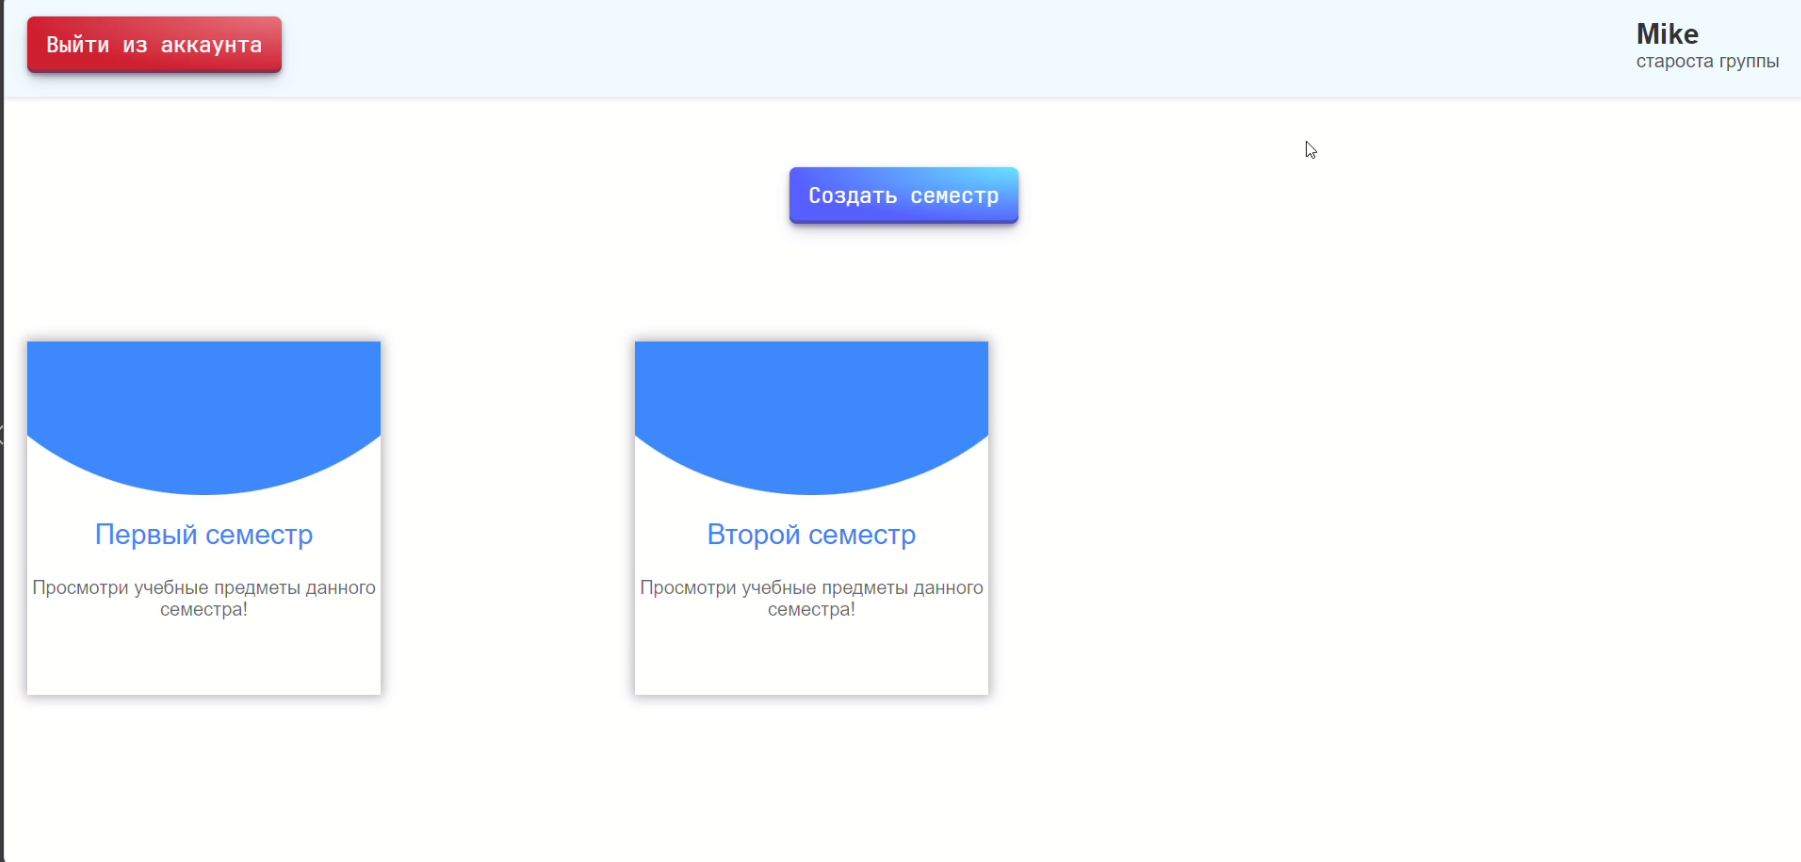 Выйти из аккаунта
Mike
староста группы
Создать семестр
Первый семестр
Просмотри учебные предметы данного
семестра!
Второй семестр
Просмотри учебные предметы данного
семестра!